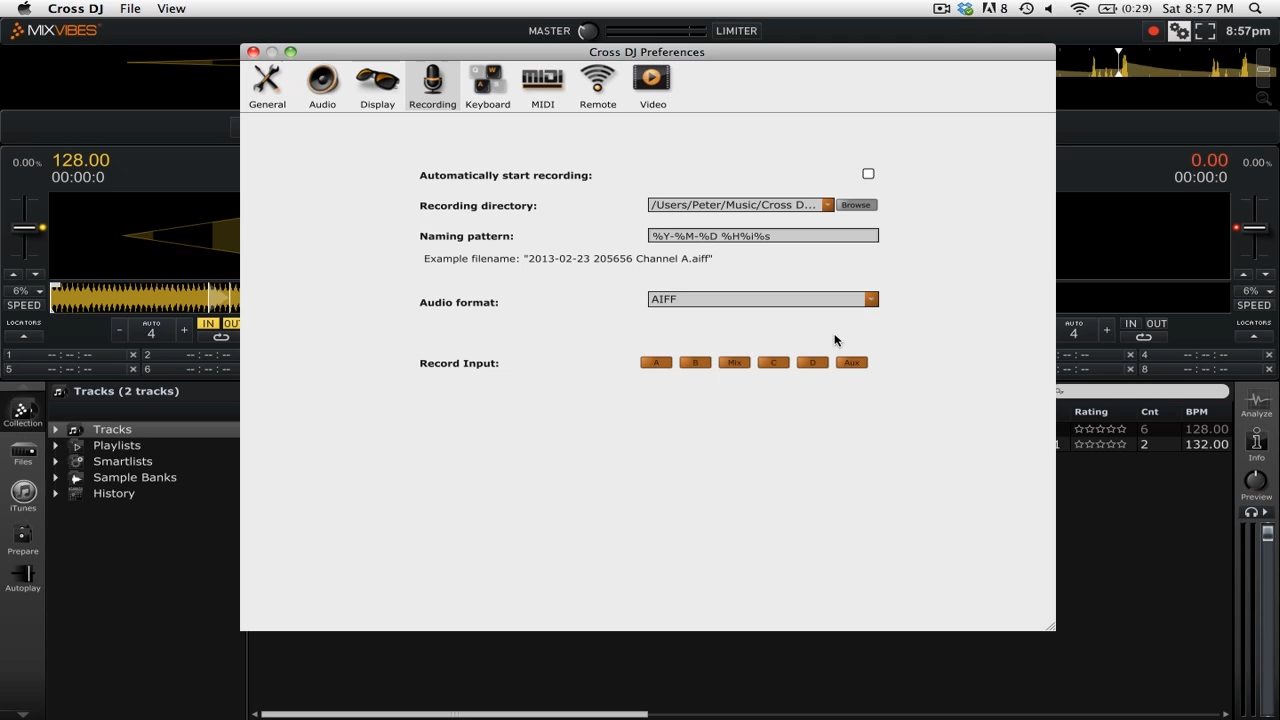 Cross DJ File View 8 (0:29) Sat 8:57 PM
MIXVIBES MASTER LIMITER 8:57pm
Cross DJ Preferences
General Audio Display Recording Keyboard MIDI Remote Video
0.00% 128.00
00:00:0
0.00 0.00%
00:00:0
Automatically start recording:
Recording directory: /Users/Peter/Music/Cross D... Browse
Naming pattern: %Y-%M-%D %H%i%s
Example filename: "2013-02-23 205656 Channel A.aiff"
Audio format: AIFF
Record Input: A B Mix C D Aux
6% SPEED
LOCATORS
- AUTO 4 + IN OUT
1 --:--:-- 2
5 --:--:-- 6
6% SPEED
LOCATORS
AUTO 4 + IN OUT
--:--:-- 4 --:--:--
--:--:-- 8 --:--:--
Collection
Files
iTunes
Prepare
Autoplay
Tracks (2 tracks)
Tracks
Playlists
Smartlists
Sample Banks
History
Rating Cnt BPM
6 128.00
1 2 132.00
Analyze
Info
Preview